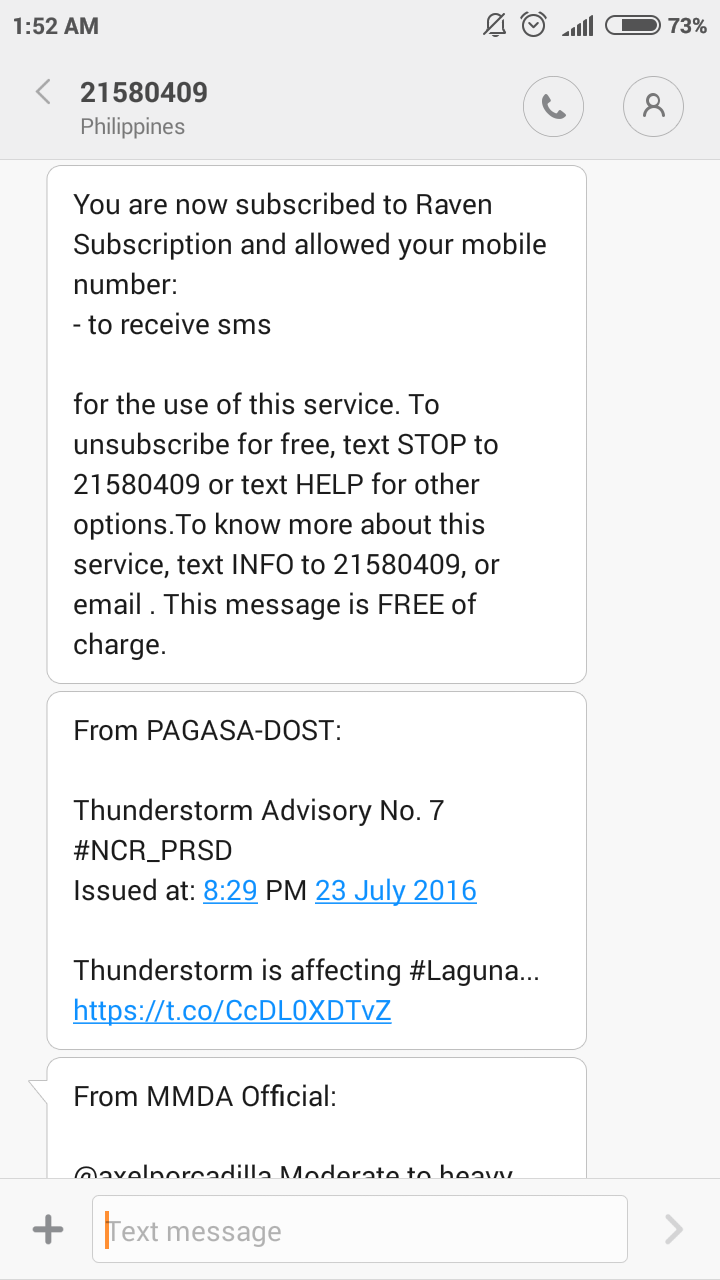 1:52 AM
73%
21580409
Philippines
You are now subscribed to Raven
Subscription and allowed your mobile
number:
- to receive sms
for the use of this service. To
unsubscribe for free, text STOP to
21580409 or text HELP for other
options.To know more about this
service, text INFO to 21580409, or
email . This message is FREE of
charge.
From PAGASA-DOST:
Thunderstorm Advisory No. 7
#NCR_PRSD
Issued at: 8:29 PM 23 July 2016
Thunderstorm is affecting #Laguna...
https://t.co/CcDL0XDTvZ
From MMDA Official:
@axelporcadilla Moderate to heavy
Text message